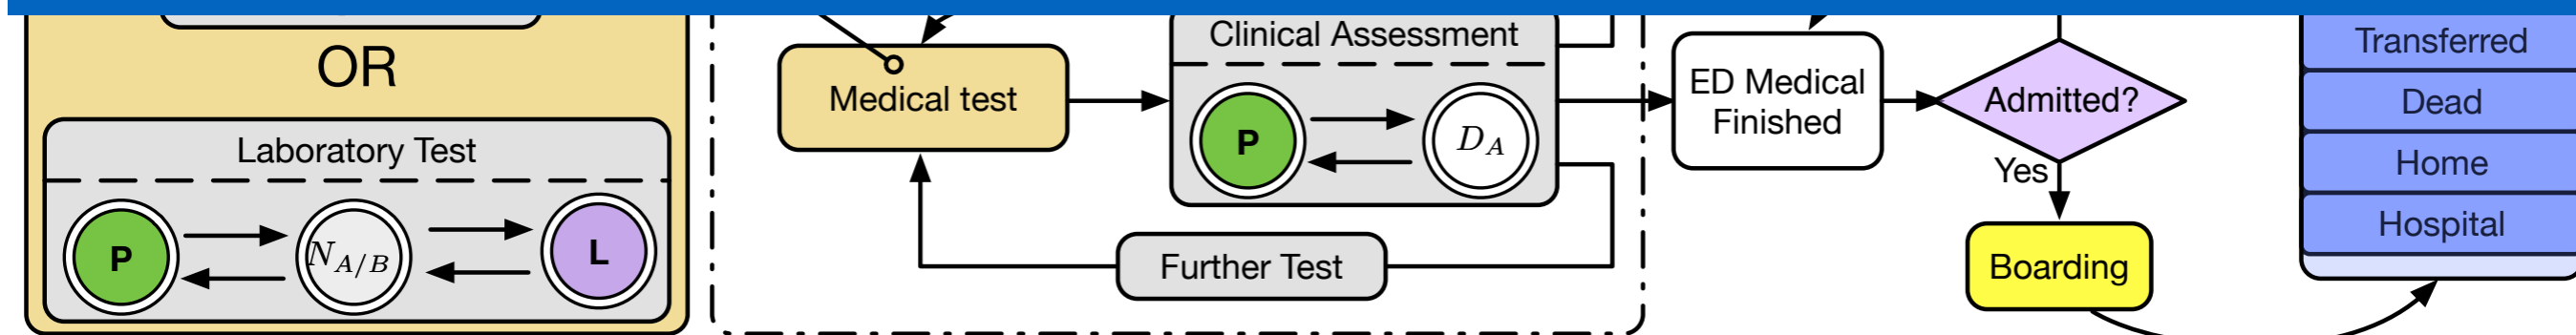 OR
Laboratory Test
P
N_{A/B}
L
Medical test
Clinical Assessment
P
D_A
Further Test
ED Medical
Finished
Admitted?
Yes
Boarding
Transferred
Dead
Home
Hospital